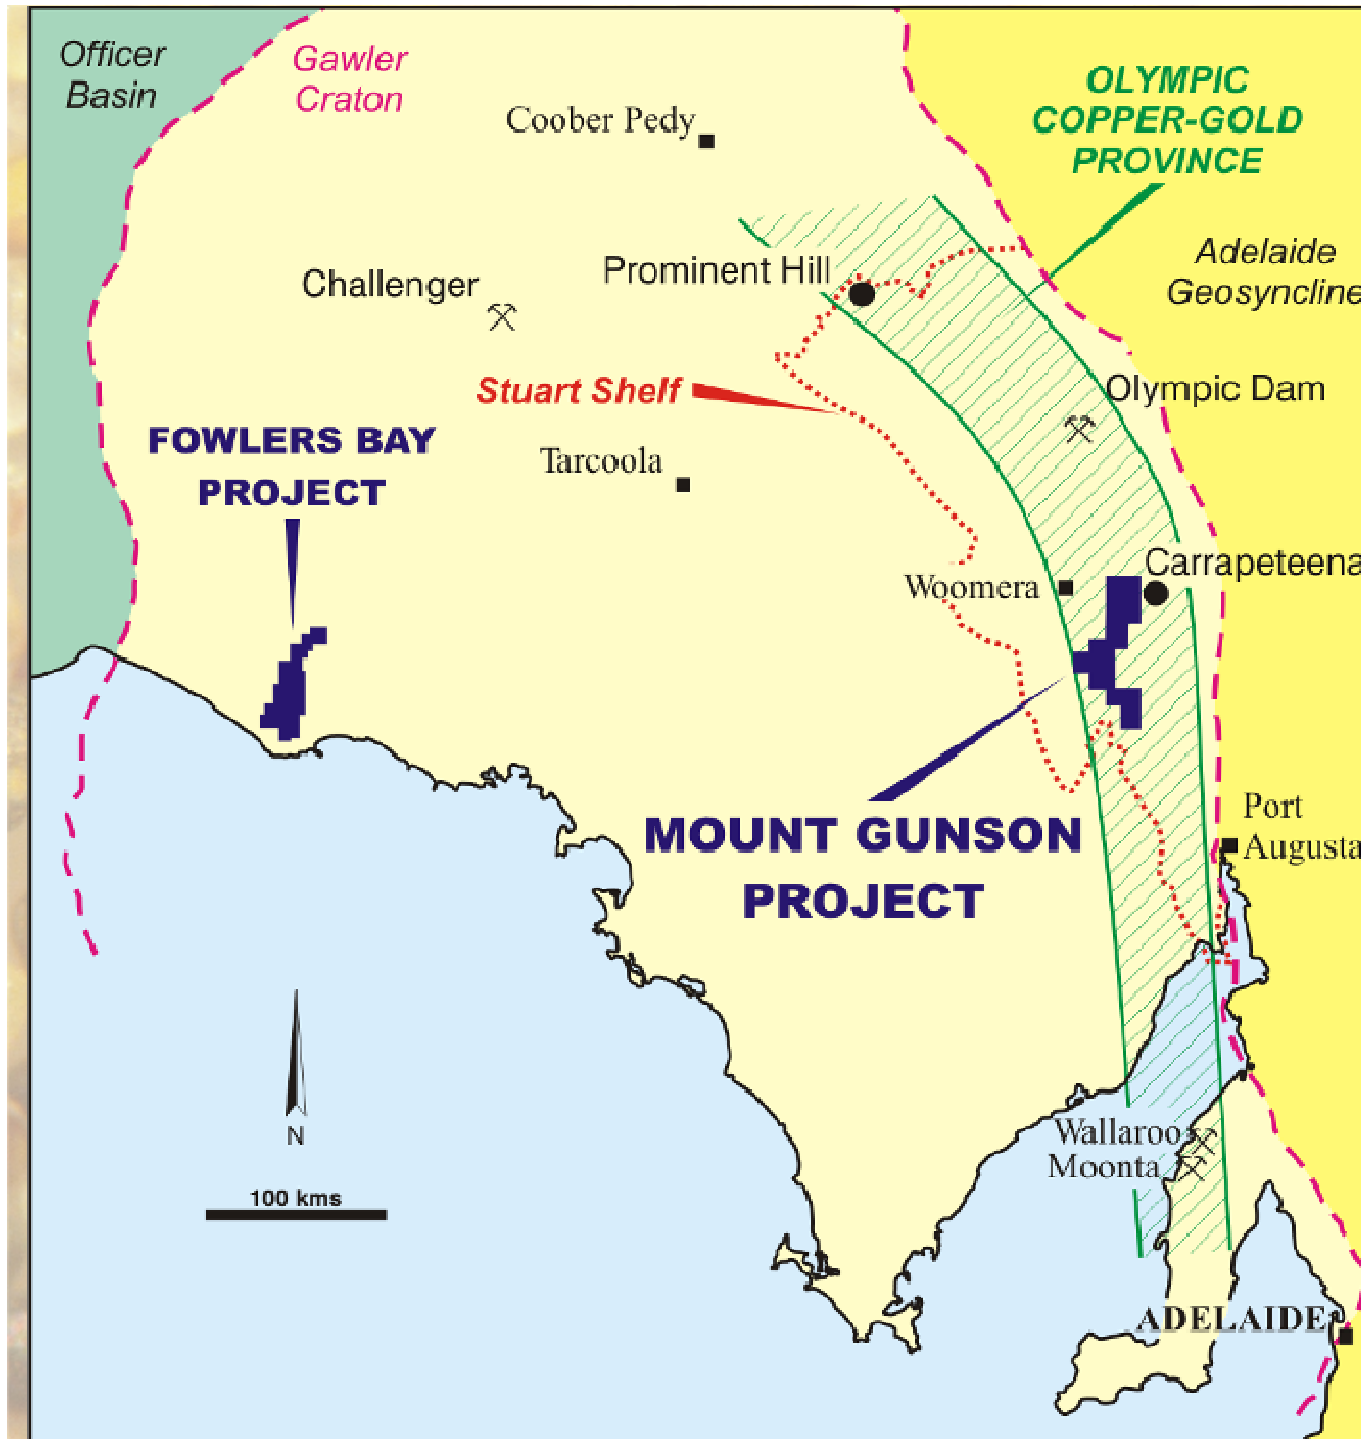 Officer
Basin
Gawler
Craton
OLYMPIC
COPPER-GOLD
PROVINCE
Coober Pedy
Adelaide
Geosyncline
Prominent Hill
Challenger
Stuart Shelf
Olympic Dam
FOWLERS BAY
PROJECT
Tarcoola
Carrapeteena
Woomera
Port
Augusta
MOUNT GUNSON
PROJECT
N
100 kms
Wallaroo
Moonta
ADELAIDE